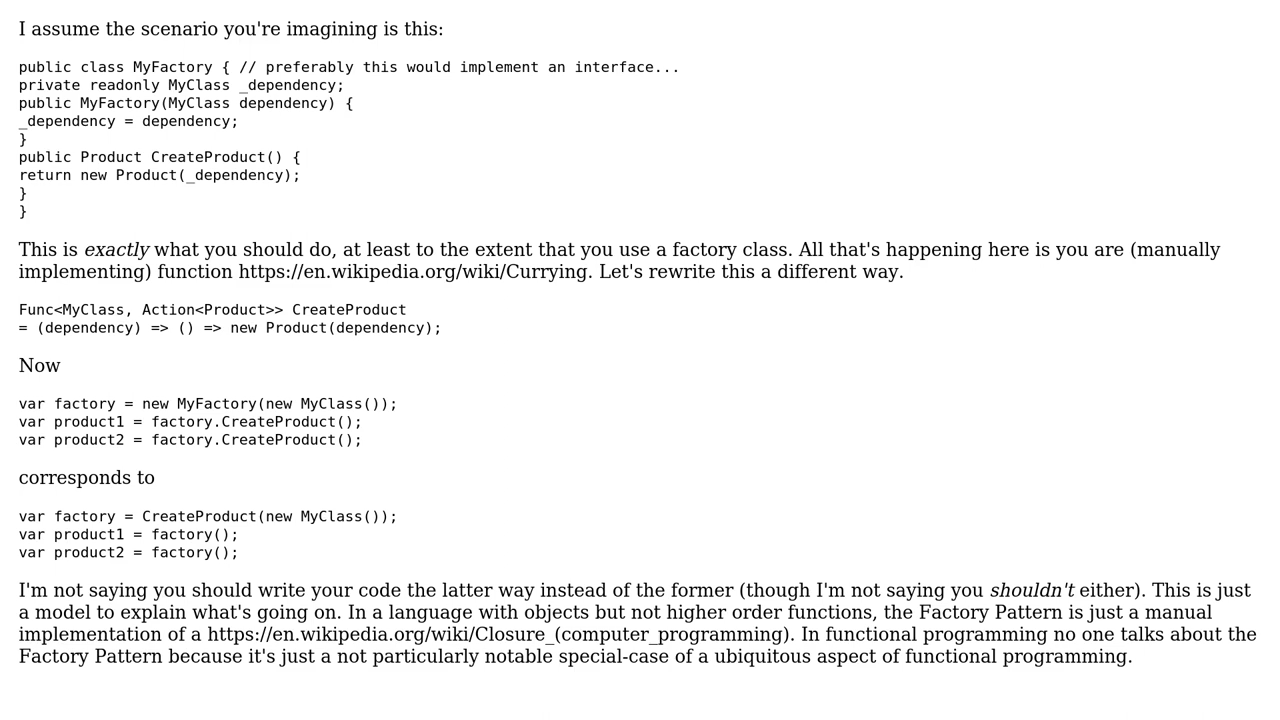 I assume the scenario you're imagining is this:
public class MyFactory { // preferably this would implement an interface...
private readonly MyClass _dependency;
public MyFactory(MyClass dependency) {
_dependency = dependency;
}
public Product CreateProduct() {
return new Product(_dependency);
}
}
This is exactly what you should do, at least to the extent that you use a factory class. All that's happening here is you are (manually
implementing) function https://en.wikipedia.org/wiki/Currying. Let's rewrite this a different way.
Func<MyClass, Action<Product>> CreateProduct
= (dependency) => () => new Product(dependency);
Now
var factory = new MyFactory(new MyClass());
var product1 = factory.CreateProduct();
var product2 = factory.CreateProduct();
corresponds to
var factory = CreateProduct(new MyClass());
var product1 = factory();
var product2 = factory();
I'm not saying you should write your code the latter way instead of the former (though I'm not saying you shouldn't either). This is just
a model to explain what's going on. In a language with objects but not higher order functions, the Factory Pattern is just a manual
implementation of a https://en.wikipedia.org/wiki/Closure_(computer_programming). In functional programming no one talks about the
Factory Pattern because it's just a not particularly notable special-case of a ubiquitous aspect of functional programming.